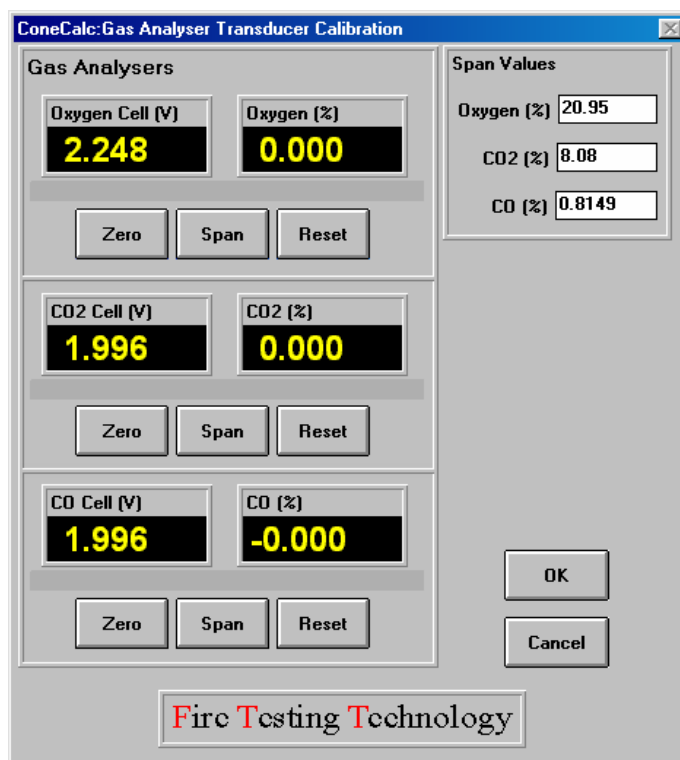 ConeCalc:Gas Analyser Transducer Calibration
Gas Analysers
Oxygen Cell (V)
2.248
Oxygen (%)
0.000
Zero
Span
Reset
CO2 Cell (V)
1.996
CO2 (%)
0.000
Zero
Span
Reset
CO Cell (V)
1.996
CO (%)
-0.000
Zero
Span
Reset
Span Values
Oxygen (%) 20.95
CO2 (%) 8.08
CO (%) 0.8149
OK
Cancel
Fire Testing Technology